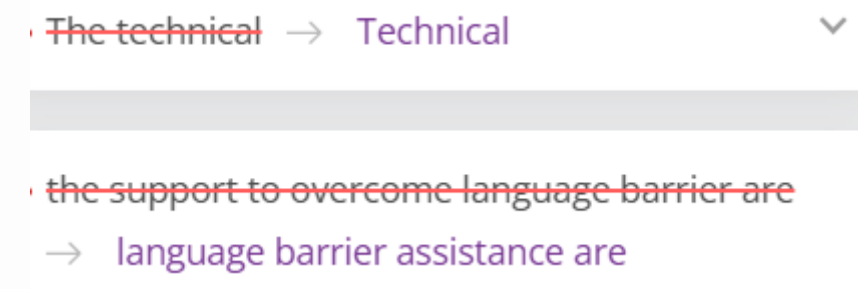 The technical → Technical
the support to overcome language barrier are
→ language barrier assistance are